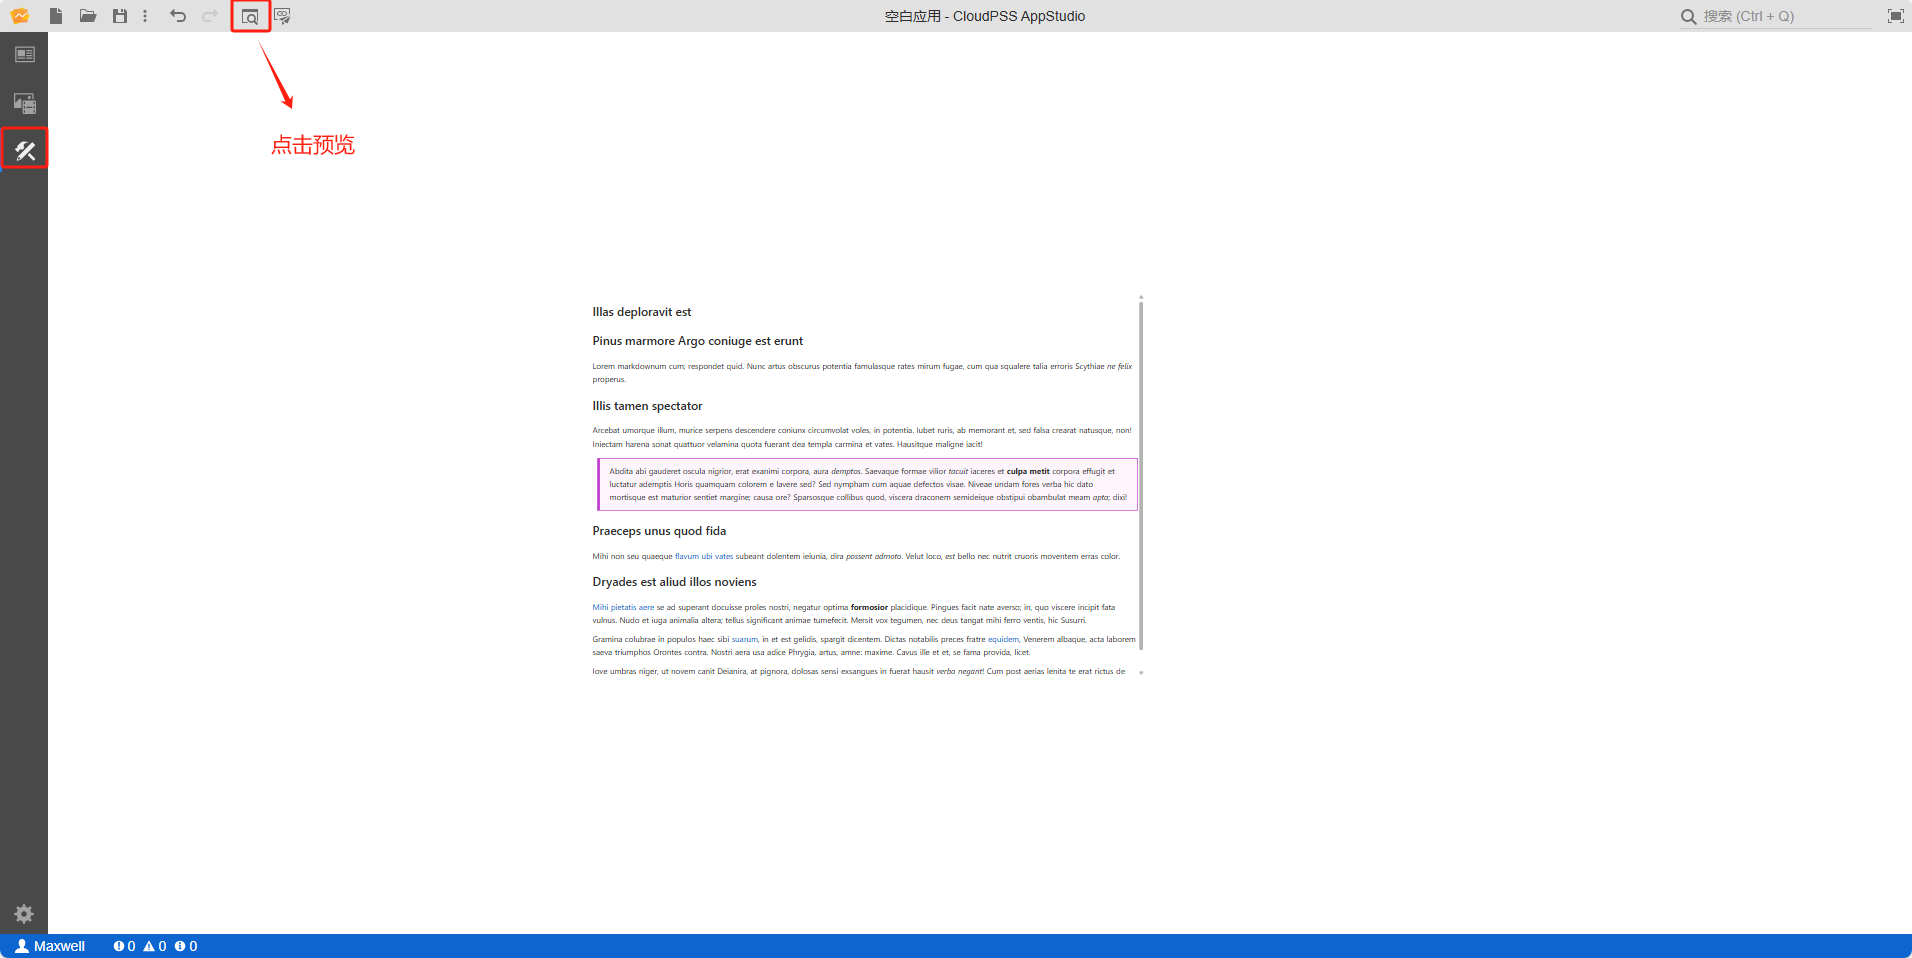 空白应用 - CloudPSS AppStudio
搜索 (Ctrl + Q)
点击预览
Illas deploravit est
Pinus marmore Argo coniuge est erunt
Lorem markdownum cum; respondet quid. Nunc artus obscurus potentia famulasque rates mirum fugae, cum qua squalere talia erroris Scythiae ne felix
properus.
Illis tamen spectator
Arcebat umorque illum, murice serpens descendere coniunx circumvolat voles, in potentia. Iubet ruris, ab memorant et, sed falsa crearat natusque, non!
Iniectam harena sonat quattuor velamina quota fuerant dea templa carmina et vates. Hausitque maligne iacit!
Abdita abi gauderet oscula nigrior, erat exanimi corpora, aura demptos. Saevaque formae vilior tacuit iaceres et culpa metit corpora effugit et
luctatur ademptis Horis quamquam colorem e lavere sed? Sed nympham cum aquae defectos visae. Niveae undam fores verba hic dato
mortisque est maturior sentiet margine; causa ore? Sparsosque collibus quod, viscera draconem semideique obstipui obambulat meam apta; dixi!
Praeceps unus quod fida
Mihi non seu quaeque flavum ubi vates subeant dolentem ieiunia, dira possent admoto. Velut loco, est bello nec nutrit cruoris moventem erras color.
Dryades est aliud illos noviens
Mihi pietatis aere se ad superant docuisse proles nostri, negatur optima formosior placidique. Pingues facit nate averso; in, quo viscere incipit fata
vulnus. Nudo et iuga animalia altera; tellus significant animae tumefecit. Mersit vox tegumen, nec deus tangat mihi ferro ventis, hic Susurri.
Gramina colubrae in populos haec sibi suarum, in et est gelidis, spargit dicentem. Dictas notabilis preces fratre equidem, Venerem albaque, acta laborem
saeva triumphos Orontes contra. Nostri aera usa adice Phrygia, artus, amne: maxime. Cavus ille et et, se fama provida, licet.
Iove umbras niger, ut novem canit Deianira, at pignora, dolosas sensi exsangues in fuerat hausit verba negant! Cum post aerias lenita te erat rictus de
Maxwell 0 0 0